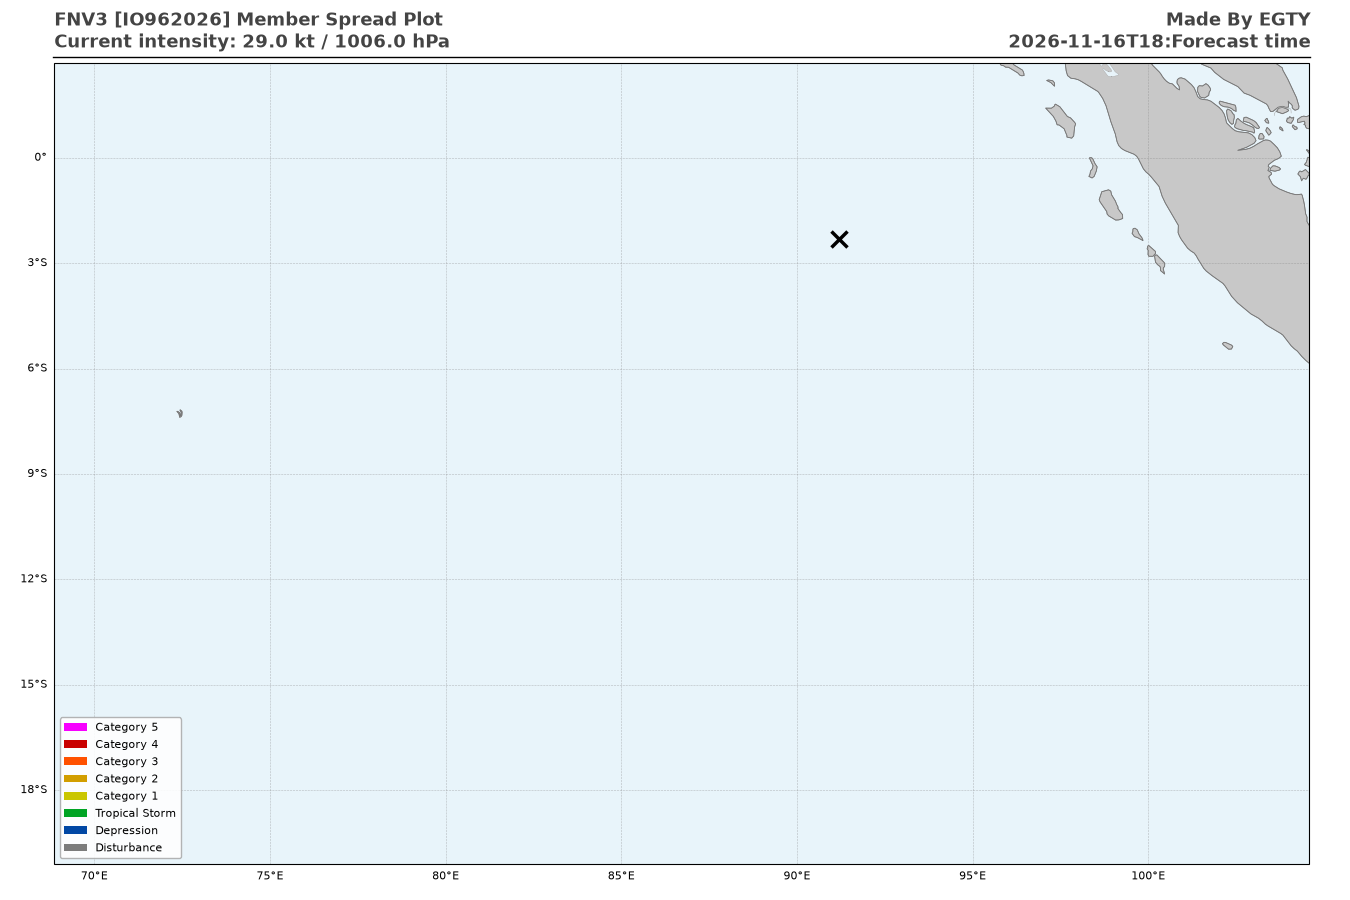 FNV3 [IO962026] Member Spread Plot
Made By EGTY
Current intensity: 29.0 kt / 1006.0 hPa
2026-11-16T18:Forecast time
0°
3°S
6°S
9°S
12°S
15°S
18°S
Category 5
Category 4
Category 3
Category 2
Category 1
Tropical Storm
Depression
Disturbance
70°E
75°E
80°E
85°E
90°E
95°E
100°E